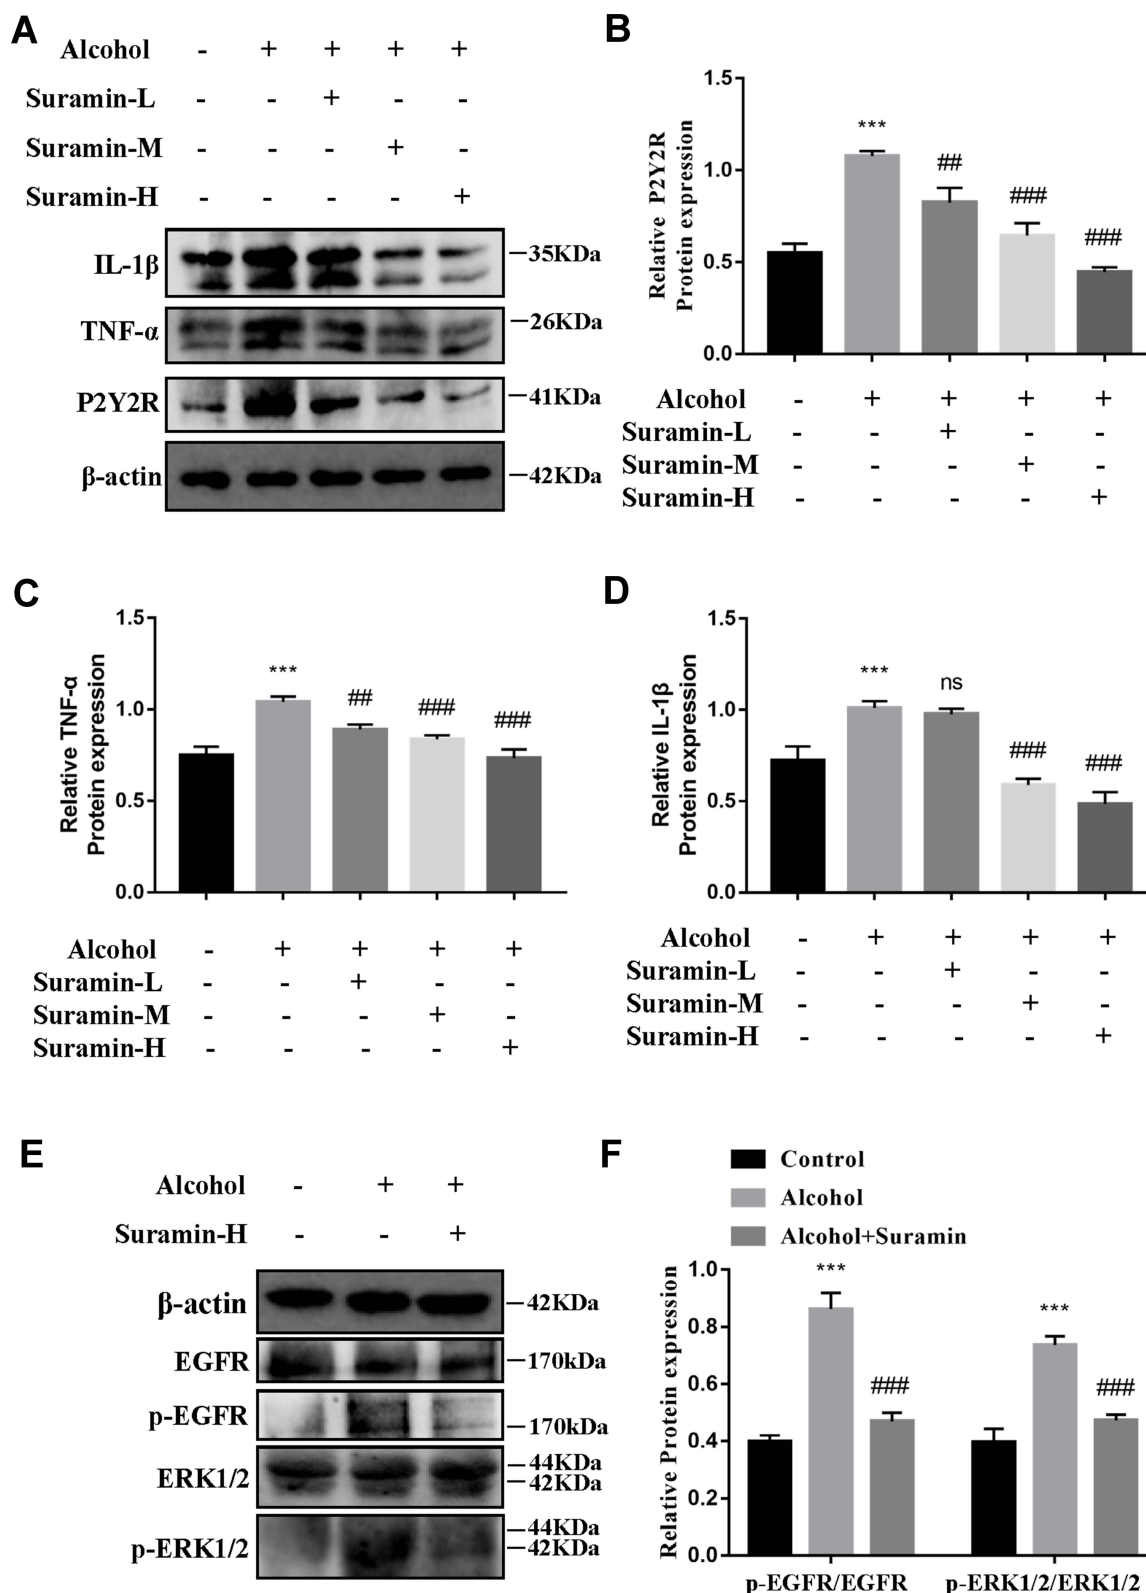 A
Alcohol - + + + +
Suramin-L - - + - -
Suramin-M - - - + -
Suramin-H - - - - +
IL-1β 35KDa
TNF-α 26KDa
P2Y2R 41KDa
β-actin 42KDa
B
Relative P2Y2R
Protein expression
1.5
1.0
0.5
0.0
*** ## ### ###
Alcohol - + + + +
Suramin-L - - + - -
Suramin-M - - - + -
Suramin-H - - - - +
C
Relative TNF-α
Protein expression
1.5
1.0
0.5
0.0
*** ## ### ###
Alcohol - + + + +
Suramin-L - - + - -
Suramin-M - - - + -
Suramin-H - - - - +
D
Relative IL-1β
Protein expression
1.5
1.0
0.5
0.0
*** ns ### ###
Alcohol - + + + +
Suramin-L - - + - -
Suramin-M - - - + -
Suramin-H - - - - +
E
Alcohol - + +
Suramin-H - - +
β-actin 42KDa
EGFR 170kDa
p-EGFR 170kDa
ERK1/2 44KDa
42KDa
p-ERK1/2 44KDa
42KDa
F
Control
Alcohol
Alcohol+Suramin
Relative Protein expression
1.0
0.8
0.6
0.4
0.2
0.0
*** ### *** ###
p-EGFR/EGFR p-ERK1/2/ERK1/2